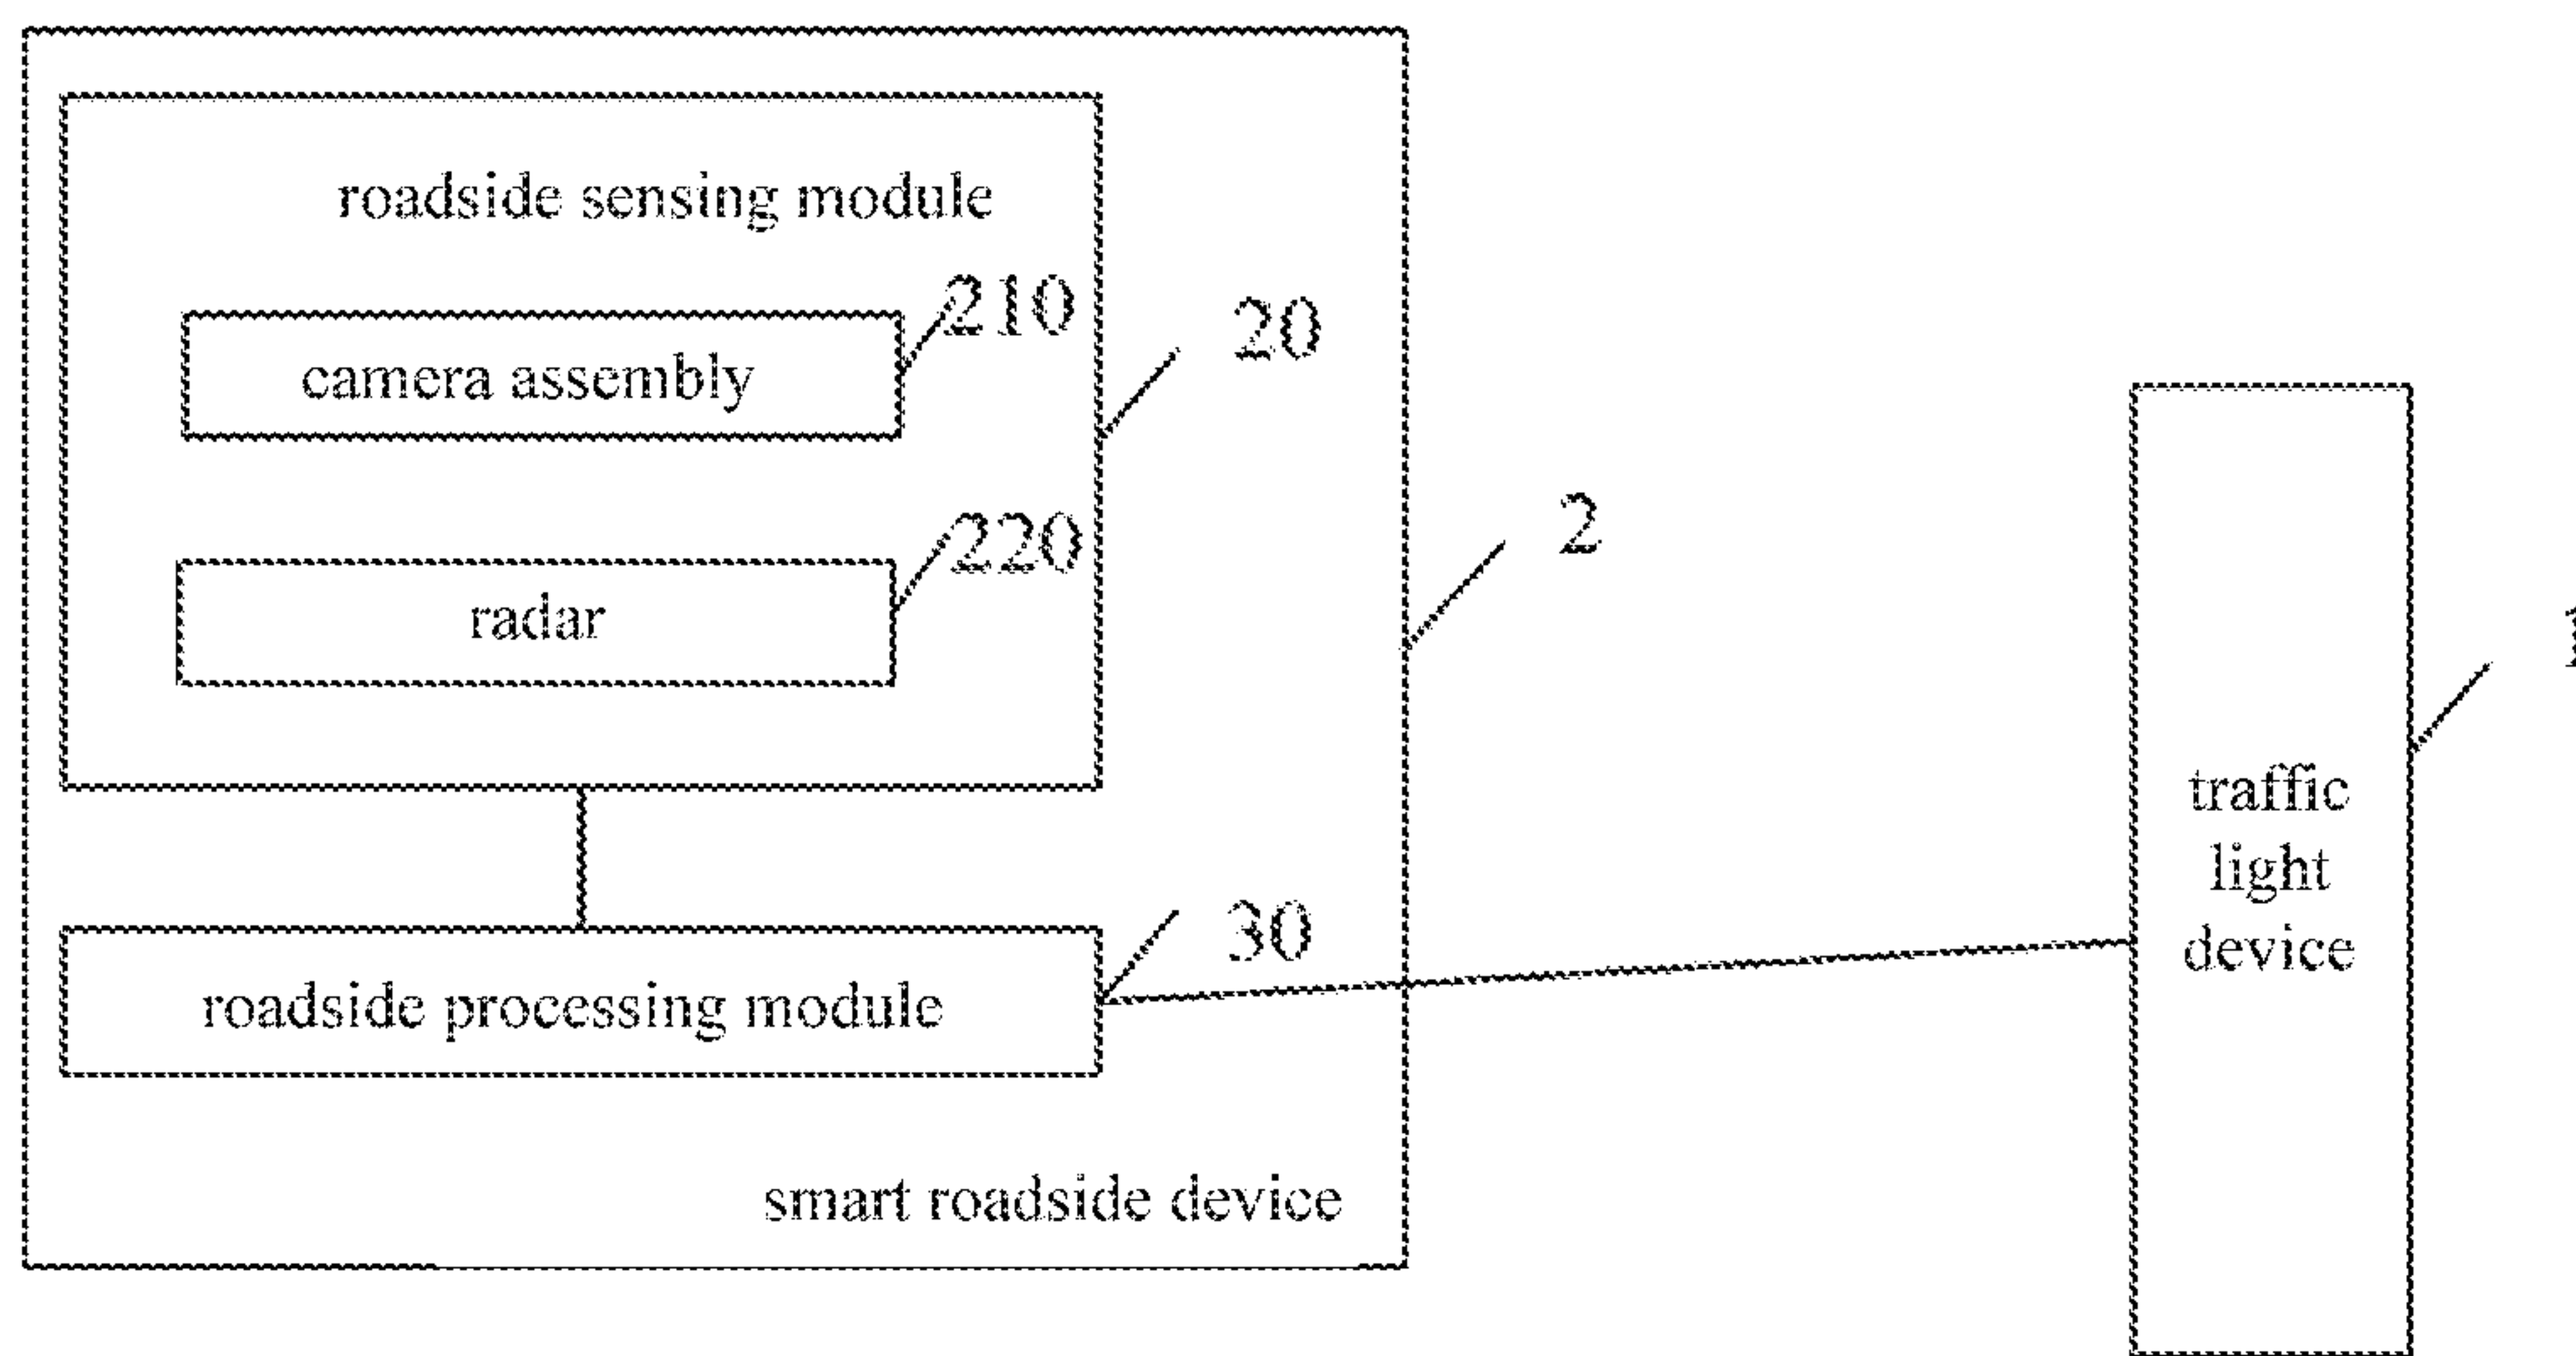 roadside sensing module
210
camera assembly
20
220
radar
2
1
traffic
light
device
30
roadside processing module
smart roadside device